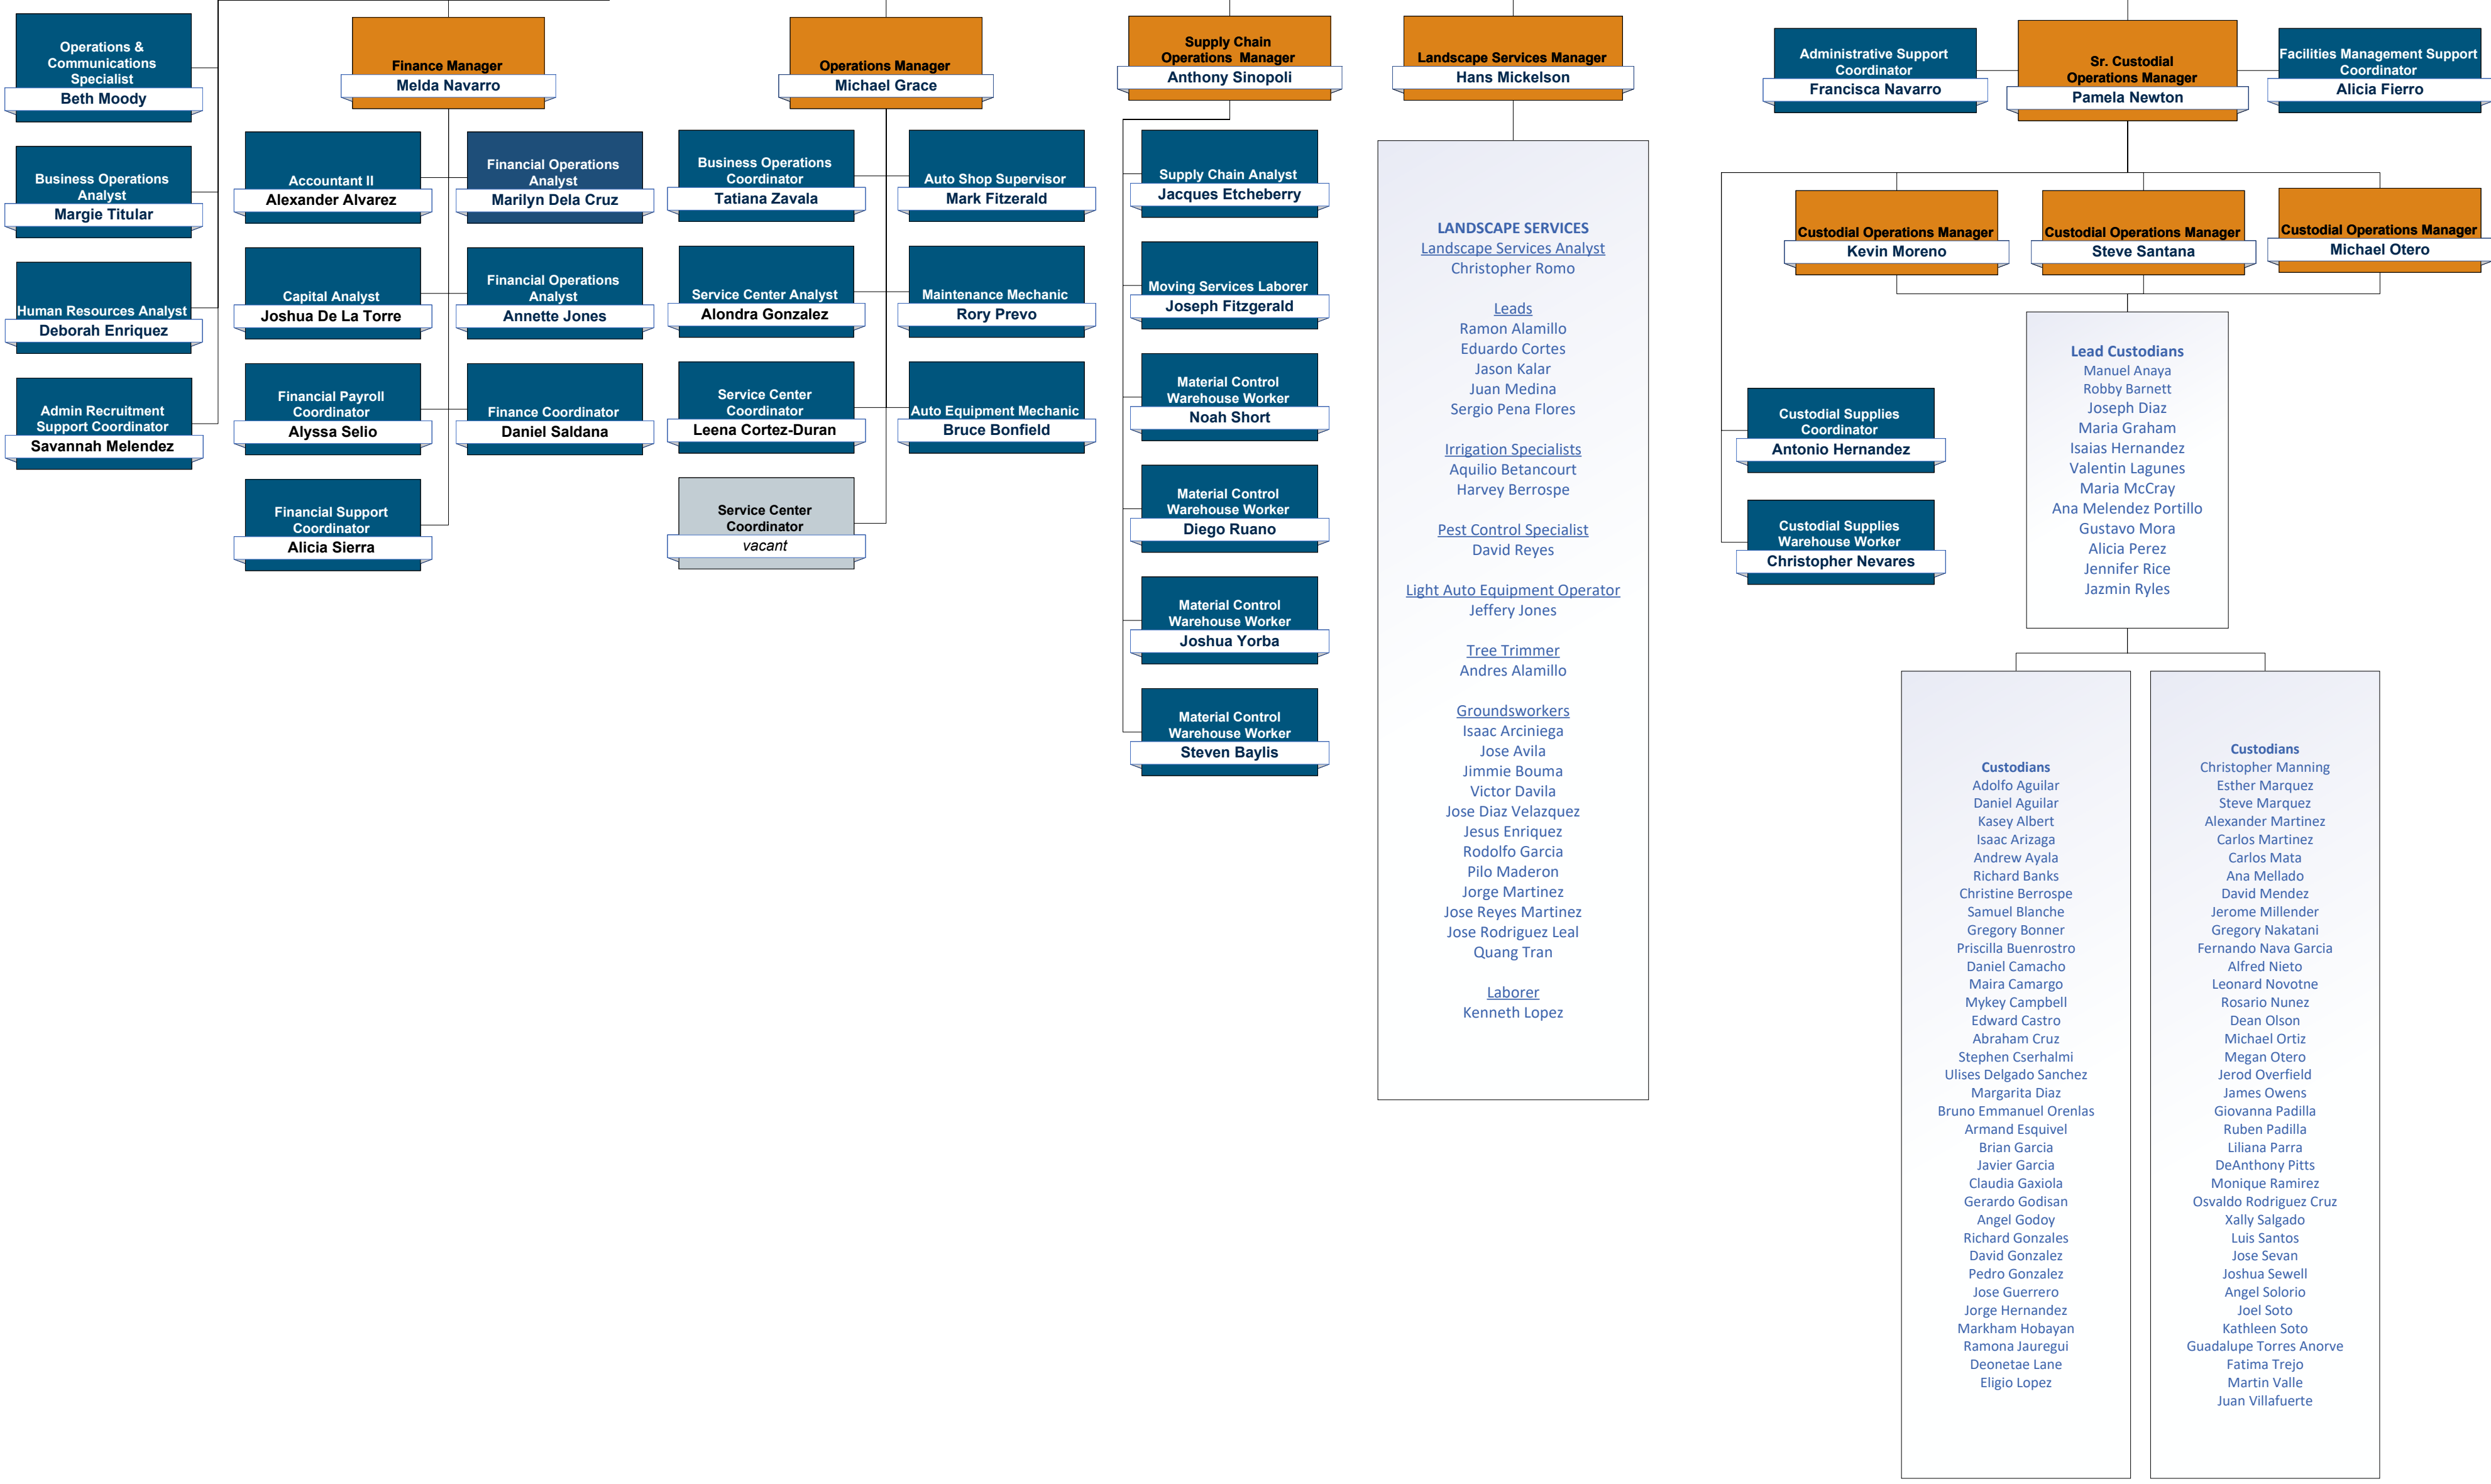 Operations &
Communications
Specialist
Beth Moody
Business Operations
Analyst
Margie Titular
Human Resources Analyst
Deborah Enriquez
Admin Recruitment
Support Coordinator
Savannah Melendez
Finance Manager
Melda Navarro
Accountant II
Alexander Alvarez
Financial Operations
Analyst
Marilyn Dela Cruz
Capital Analyst
Joshua De La Torre
Financial Operations
Analyst
Annette Jones
Financial Payroll
Coordinator
Alyssa Selio
Finance Coordinator
Daniel Saldana
Financial Support
Coordinator
Alicia Sierra
Operations Manager
Michael Grace
Business Operations
Coordinator
Tatiana Zavala
Auto Shop Supervisor
Mark Fitzerald
Service Center Analyst
Alondra Gonzalez
Maintenance Mechanic
Rory Prevo
Service Center
Coordinator
Leena Cortez-Duran
Auto Equipment Mechanic
Bruce Bonfield
Service Center
Coordinator
vacant
Supply Chain
Operations Manager
Anthony Sinopoli
Supply Chain Analyst
Jacques Etcheberry
Moving Services Laborer
Joseph Fitzgerald
Material Control
Warehouse Worker
Noah Short
Material Control
Warehouse Worker
Diego Ruano
Material Control
Warehouse Worker
Joshua Yorba
Material Control
Warehouse Worker
Steven Baylis
Landscape Services Manager
Hans Mickelson
LANDSCAPE SERVICES
Landscape Services Analyst
Christopher Romo
Leads
Ramon Alamillo
Eduardo Cortes
Jason Kalar
Juan Medina
Sergio Pena Flores
Irrigation Specialists
Aquilio Betancourt
Harvey Berrospe
Pest Control Specialist
David Reyes
Light Auto Equipment Operator
Jeffery Jones
Tree Trimmer
Andres Alamillo
Groundsworkers
Isaac Arciniega
Jose Avila
Jimmie Bouma
Victor Davila
Jose Diaz Velazquez
Jesus Enriquez
Rodolfo Garcia
Pilo Maderon
Jorge Martinez
Jose Reyes Martinez
Jose Rodriguez Leal
Quang Tran
Laborer
Kenneth Lopez
Administrative Support
Coordinator
Francisca Navarro
Sr. Custodial
Operations Manager
Pamela Newton
Facilities Management Support
Coordinator
Alicia Fierro
Custodial Operations Manager
Kevin Moreno
Custodial Operations Manager
Steve Santana
Custodial Operations Manager
Michael Otero
Custodial Supplies
Coordinator
Antonio Hernandez
Custodial Supplies
Warehouse Worker
Christopher Nevares
Lead Custodians
Manuel Anaya
Robby Barnett
Joseph Diaz
Maria Graham
Isaias Hernandez
Valentin Lagunes
Maria McCray
Ana Melendez Portillo
Gustavo Mora
Alicia Perez
Jennifer Rice
Jazmin Ryles
Custodians
Adolfo Aguilar
Daniel Aguilar
Kasey Albert
Isaac Arizaga
Andrew Ayala
Richard Banks
Christine Berrospe
Samuel Blanche
Gregory Bonner
Priscilla Buenrostro
Daniel Camacho
Maira Camargo
Mykey Campbell
Edward Castro
Abraham Cruz
Stephen Cserhalmi
Ulises Delgado Sanchez
Margarita Diaz
Bruno Emmanuel Orenlas
Armand Esquivel
Brian Garcia
Javier Garcia
Claudia Gaxiola
Gerardo Godisan
Angel Godoy
Richard Gonzales
David Gonzalez
Pedro Gonzalez
Jose Guerrero
Jorge Hernandez
Markham Hobayan
Ramona Jauregui
Deonetae Lane
Eligio Lopez
Custodians
Christopher Manning
Esther Marquez
Steve Marquez
Alexander Martinez
Carlos Martinez
Carlos Mata
Ana Mellado
David Mendez
Jerome Millender
Gregory Nakatani
Fernando Nava Garcia
Alfred Nieto
Leonard Novotne
Rosario Nunez
Dean Olson
Michael Ortiz
Megan Otero
Jerod Overfield
James Owens
Giovanna Padilla
Ruben Padilla
Liliana Parra
DeAnthony Pitts
Monique Ramirez
Osvaldo Rodriguez Cruz
Xally Salgado
Luis Santos
Jose Sevan
Joshua Sewell
Angel Solorio
Joel Soto
Kathleen Soto
Guadalupe Torres Anorve
Fatima Trejo
Martin Valle
Juan Villafuerte